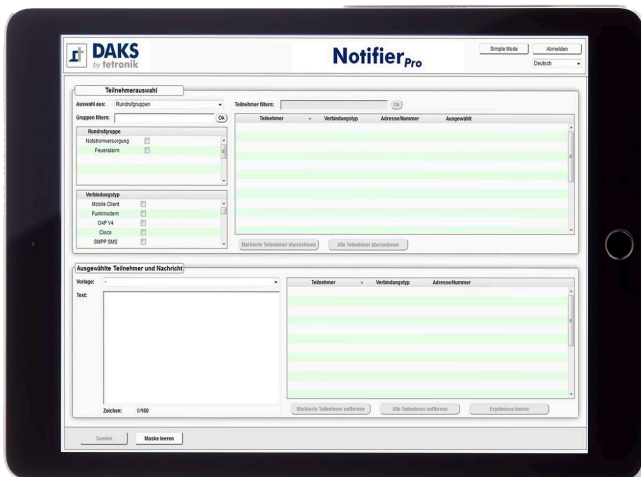 DAKS
by tetronik
Notifier Pro
Simple Mode
Abmelden
Deutsch
Teilnehmerauswahl
Auswahl aus: Rundrufgruppen
Teilnehmer filtern: Ok
Gruppen filtern: Ok
Teilnehmer Verbindungstyp Adresse/Nummer Ausgewählt
Rundrufgruppe
Notstromversorgung
Feueralarm
Verbindungstyp
Mobile Client
Funkmodem
OAP V4
Cisco
SMPP SMS
Markierte Teilnehmer übernehmen
Alle Teilnehmer übernehmen
Ausgewählte Teilnehmer und Nachricht
Vorlage: -
Teilnehmer Verbindungstyp Adresse/Nummer
Text:
Zeichen: 0/160
Markierte Teilnehmer entfernen
Alle Teilnehmer entfernen
Ergebnisse leeren
Senden
Maske leeren